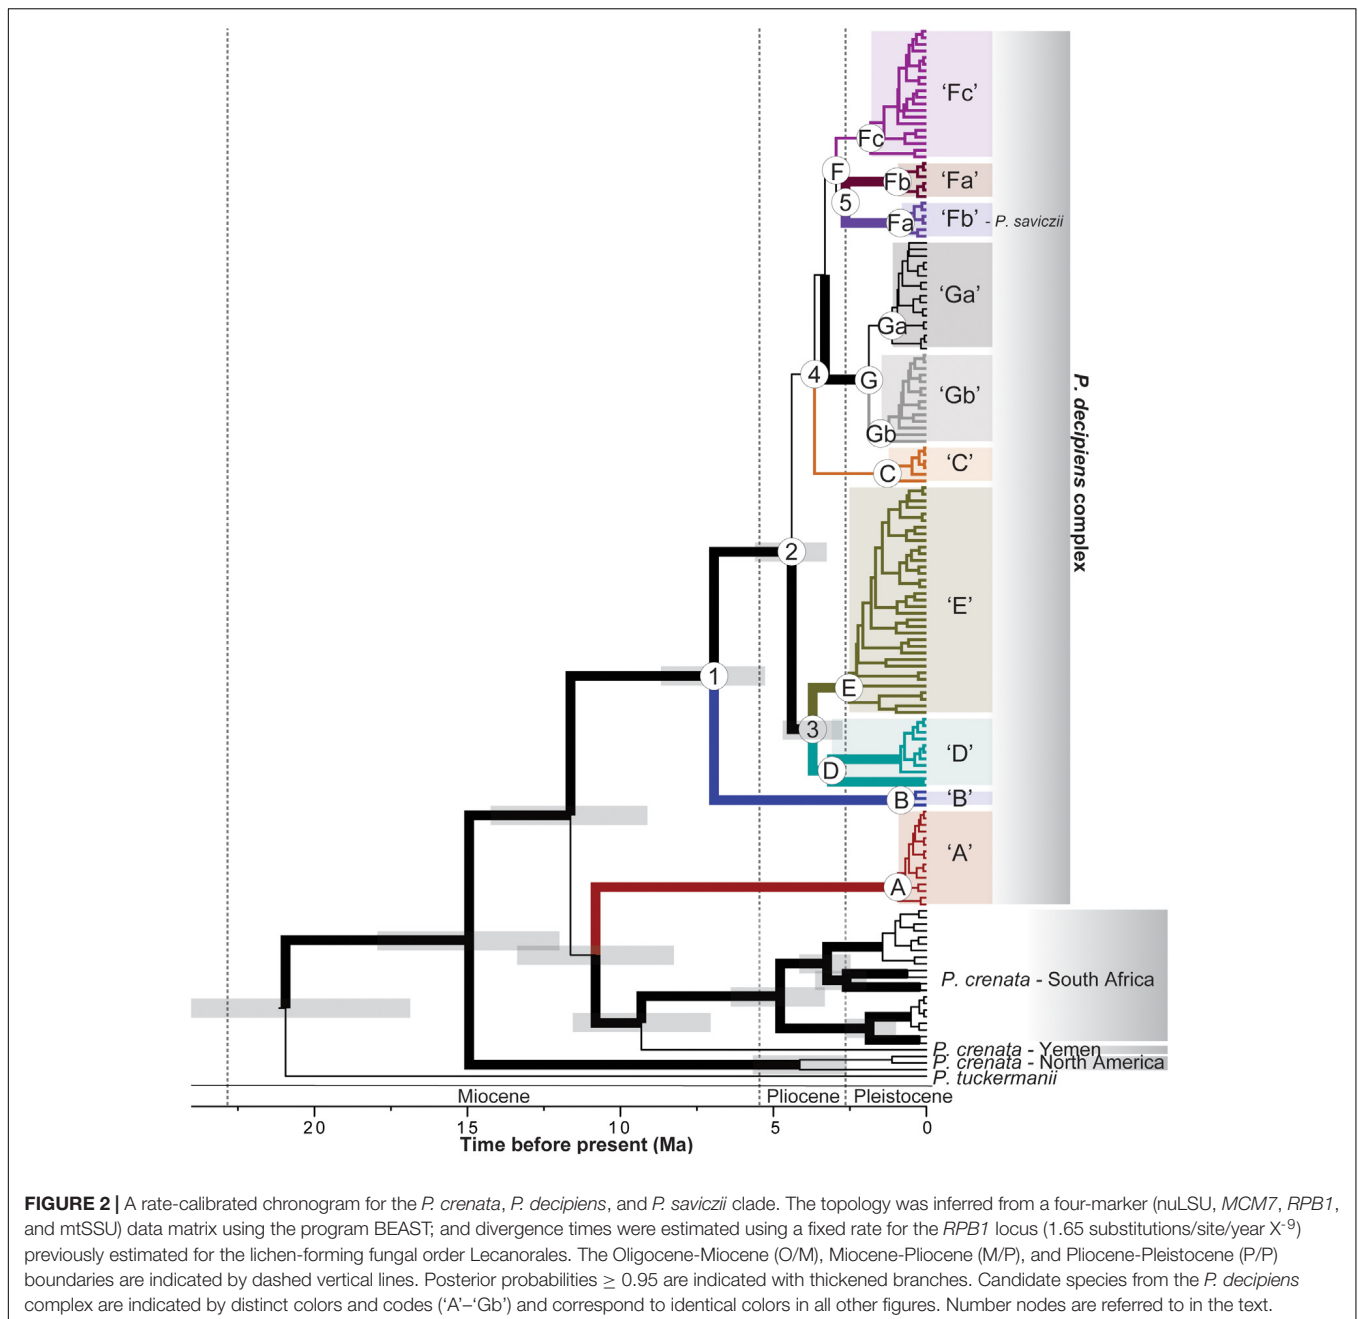 'Fc'
Fc
F
Fb
'Fa'
5
Fa
'Fb' - P. saviczii
'Ga'
Ga
4
G
'Gb'
Gb
C
'C'
P. decipiens complex
2
'E'
1
E
3
'D'
D
B
'B'
'A'
A
P. crenata - South Africa
P. crenata - Yemen
P. crenata - North America
P. tuckermanii
Miocene Pliocene Pleistocene
20 15 10 5 0
Time before present (Ma)
FIGURE 2 | A rate-calibrated chronogram for the P. crenata, P. decipiens, and P. saviczii clade. The topology was inferred from a four-marker (nuLSU, MCM7, RPB1,
and mtSSU) data matrix using the program BEAST; and divergence times were estimated using a fixed rate for the RPB1 locus (1.65 substitutions/site/year X⁻⁹)
previously estimated for the lichen-forming fungal order Lecanorales. The Oligocene-Miocene (O/M), Miocene-Pliocene (M/P), and Pliocene-Pleistocene (P/P)
boundaries are indicated by dashed vertical lines. Posterior probabilities ≥ 0.95 are indicated with thickened branches. Candidate species from the P. decipiens
complex are indicated by distinct colors and codes ('A'–'Gb') and correspond to identical colors in all other figures. Number nodes are referred to in the text.